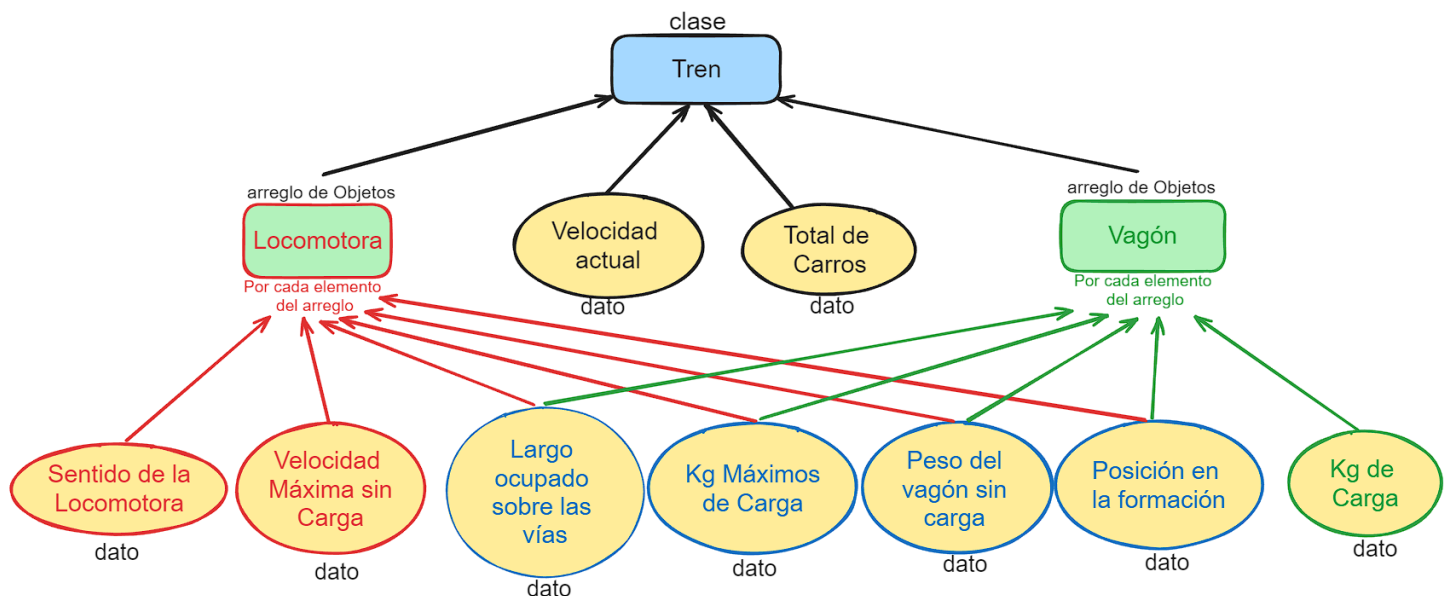 clase
Tren
arreglo de Objetos
Locomotora
Por cada elemento
del arreglo
Velocidad
actual
dato
Total de
Carros
dato
arreglo de Objetos
Vagón
Por cada elemento
del arreglo
Sentido de la
Locomotora
dato
Velocidad
Máxima sin
Carga
dato
Largo
ocupado
sobre las
vías
dato
Kg Máximos
de Carga
dato
Peso del
vagón sin
carga
dato
Posición en
la formación
dato
Kg de
Carga
dato